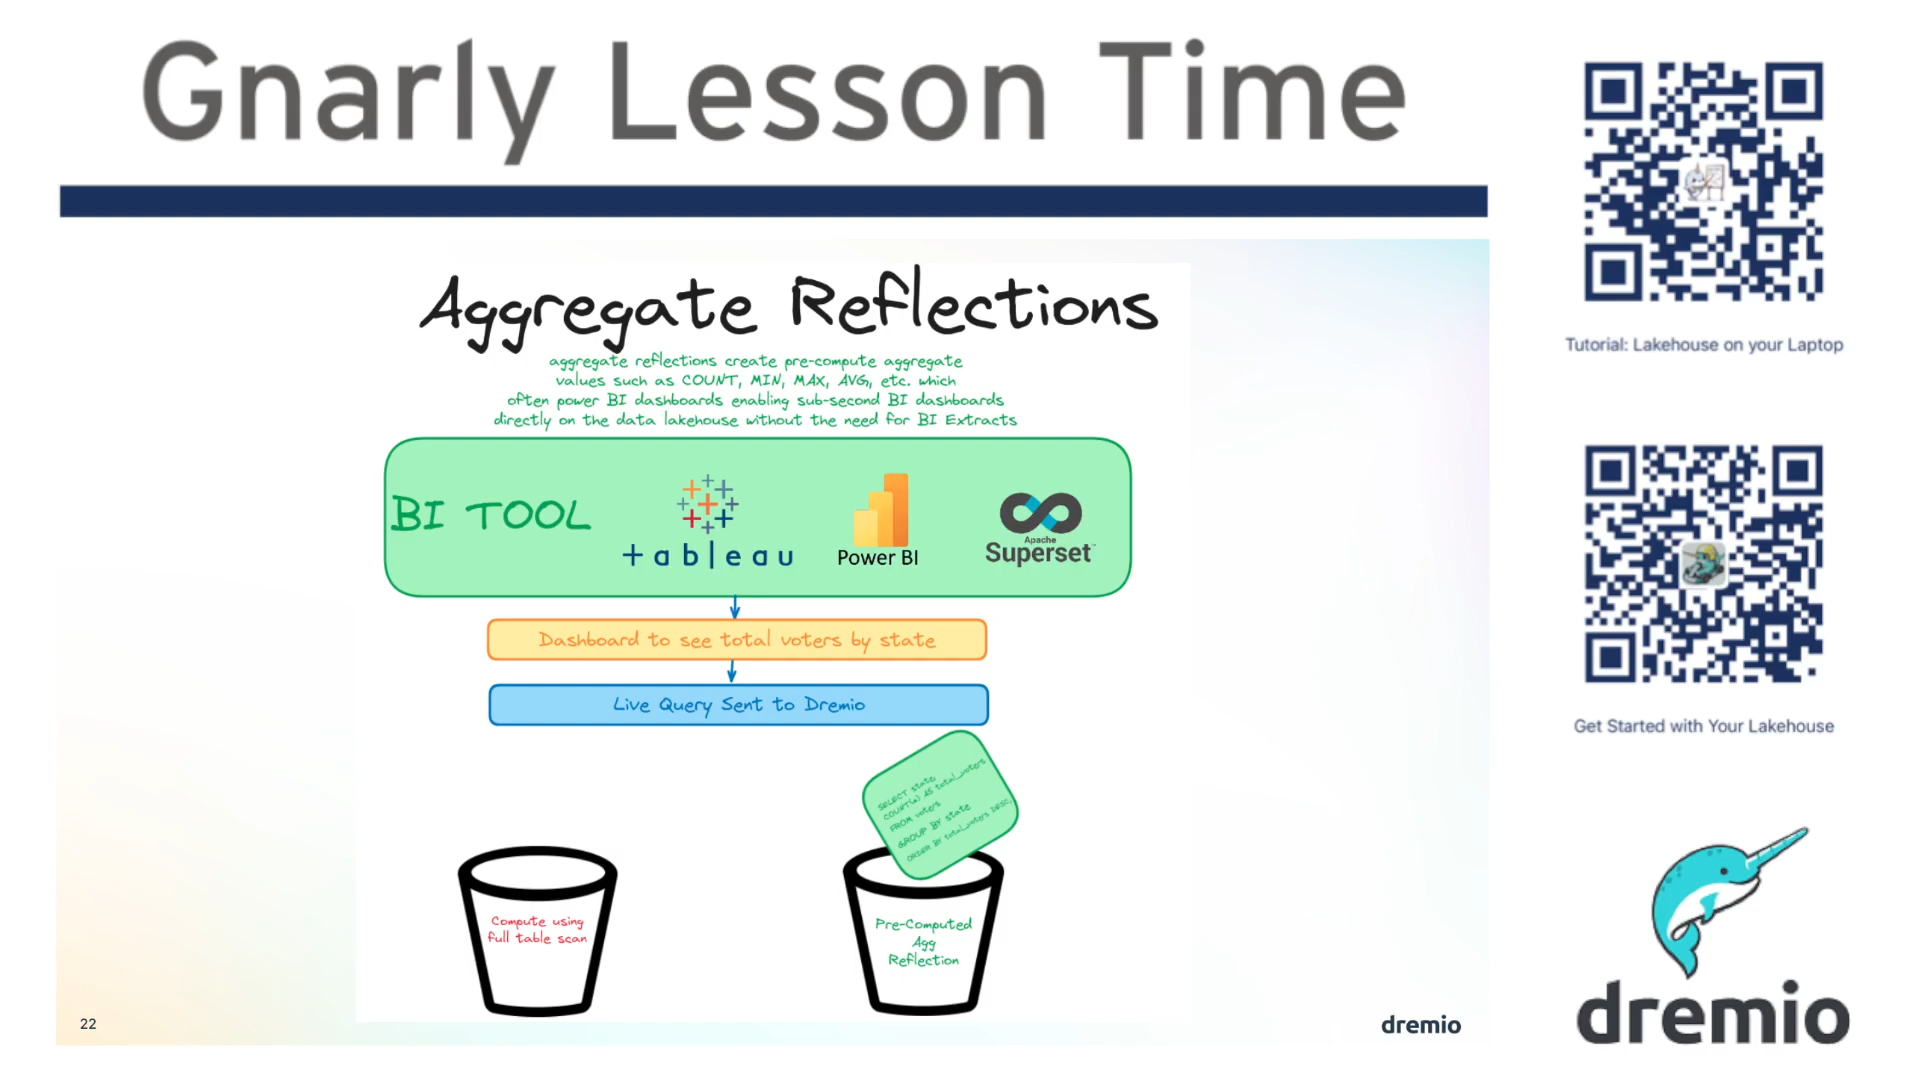 Gnarly Lesson Time
Aggregate Reflections
aggregate reflections create pre-compute aggregate
values such as COUNT, MIN, MAX, AVG, etc. which
often power BI dashboards enabling sub-second BI dashboards
directly on the data lakehouse without the need for BI Extracts
BI TOOL
+ableau
Power BI
Apache
Superset™
Dashboard to see total voters by state
Live Query Sent to Dremio
SELECT state,
COUNT(*) AS total_voters
FROM voters
GROUP BY state
ORDER BY total_voters DESC;
Compute using
full table scan
Pre-Computed
Agg
Reflection
22
dremio
Tutorial: Lakehouse on your Laptop
Get Started with Your Lakehouse
dremio